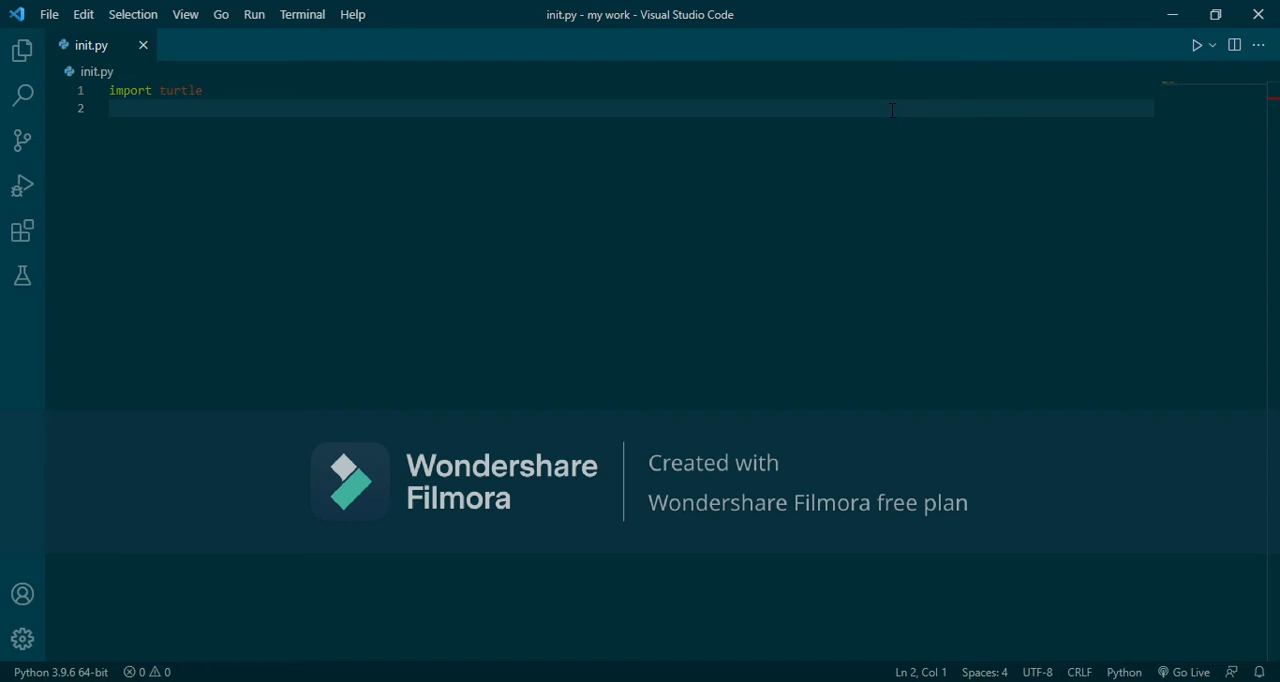 File Edit Selection View Go Run Terminal Help init.py - my work - Visual Studio Code
init.py
init.py
1 import turtle
2
Wondershare
Filmora
Created with
Wondershare Filmora free plan
Python 3.9.6 64-bit 0 0 Ln 2, Col 1 Spaces: 4 UTF-8 CRLF Python Go Live